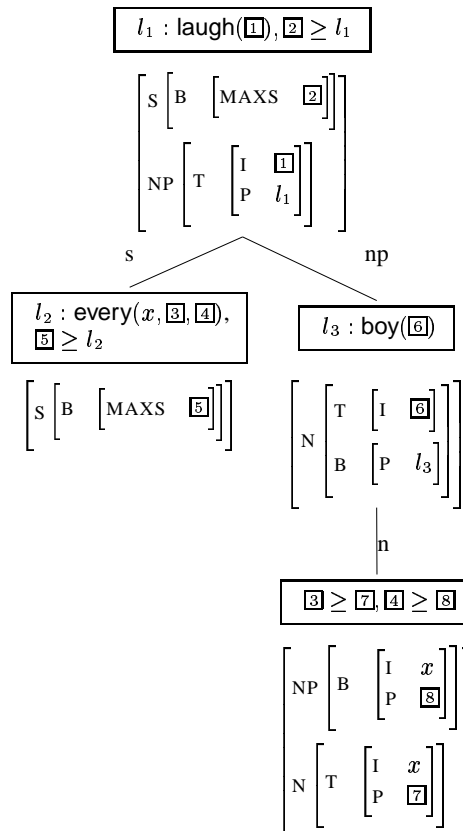 l₁ : laugh(1), 2 ≥ l₁
S B MAXS 2
NP T I 1
P l₁
s np
l₂ : every(x, 3, 4),
5 ≥ l₂
l₃ : boy(6)
S B MAXS 5
N T I 6
B P l₃
n
3 ≥ 7, 4 ≥ 8
NP B I x
P 8
N T I x
P 7